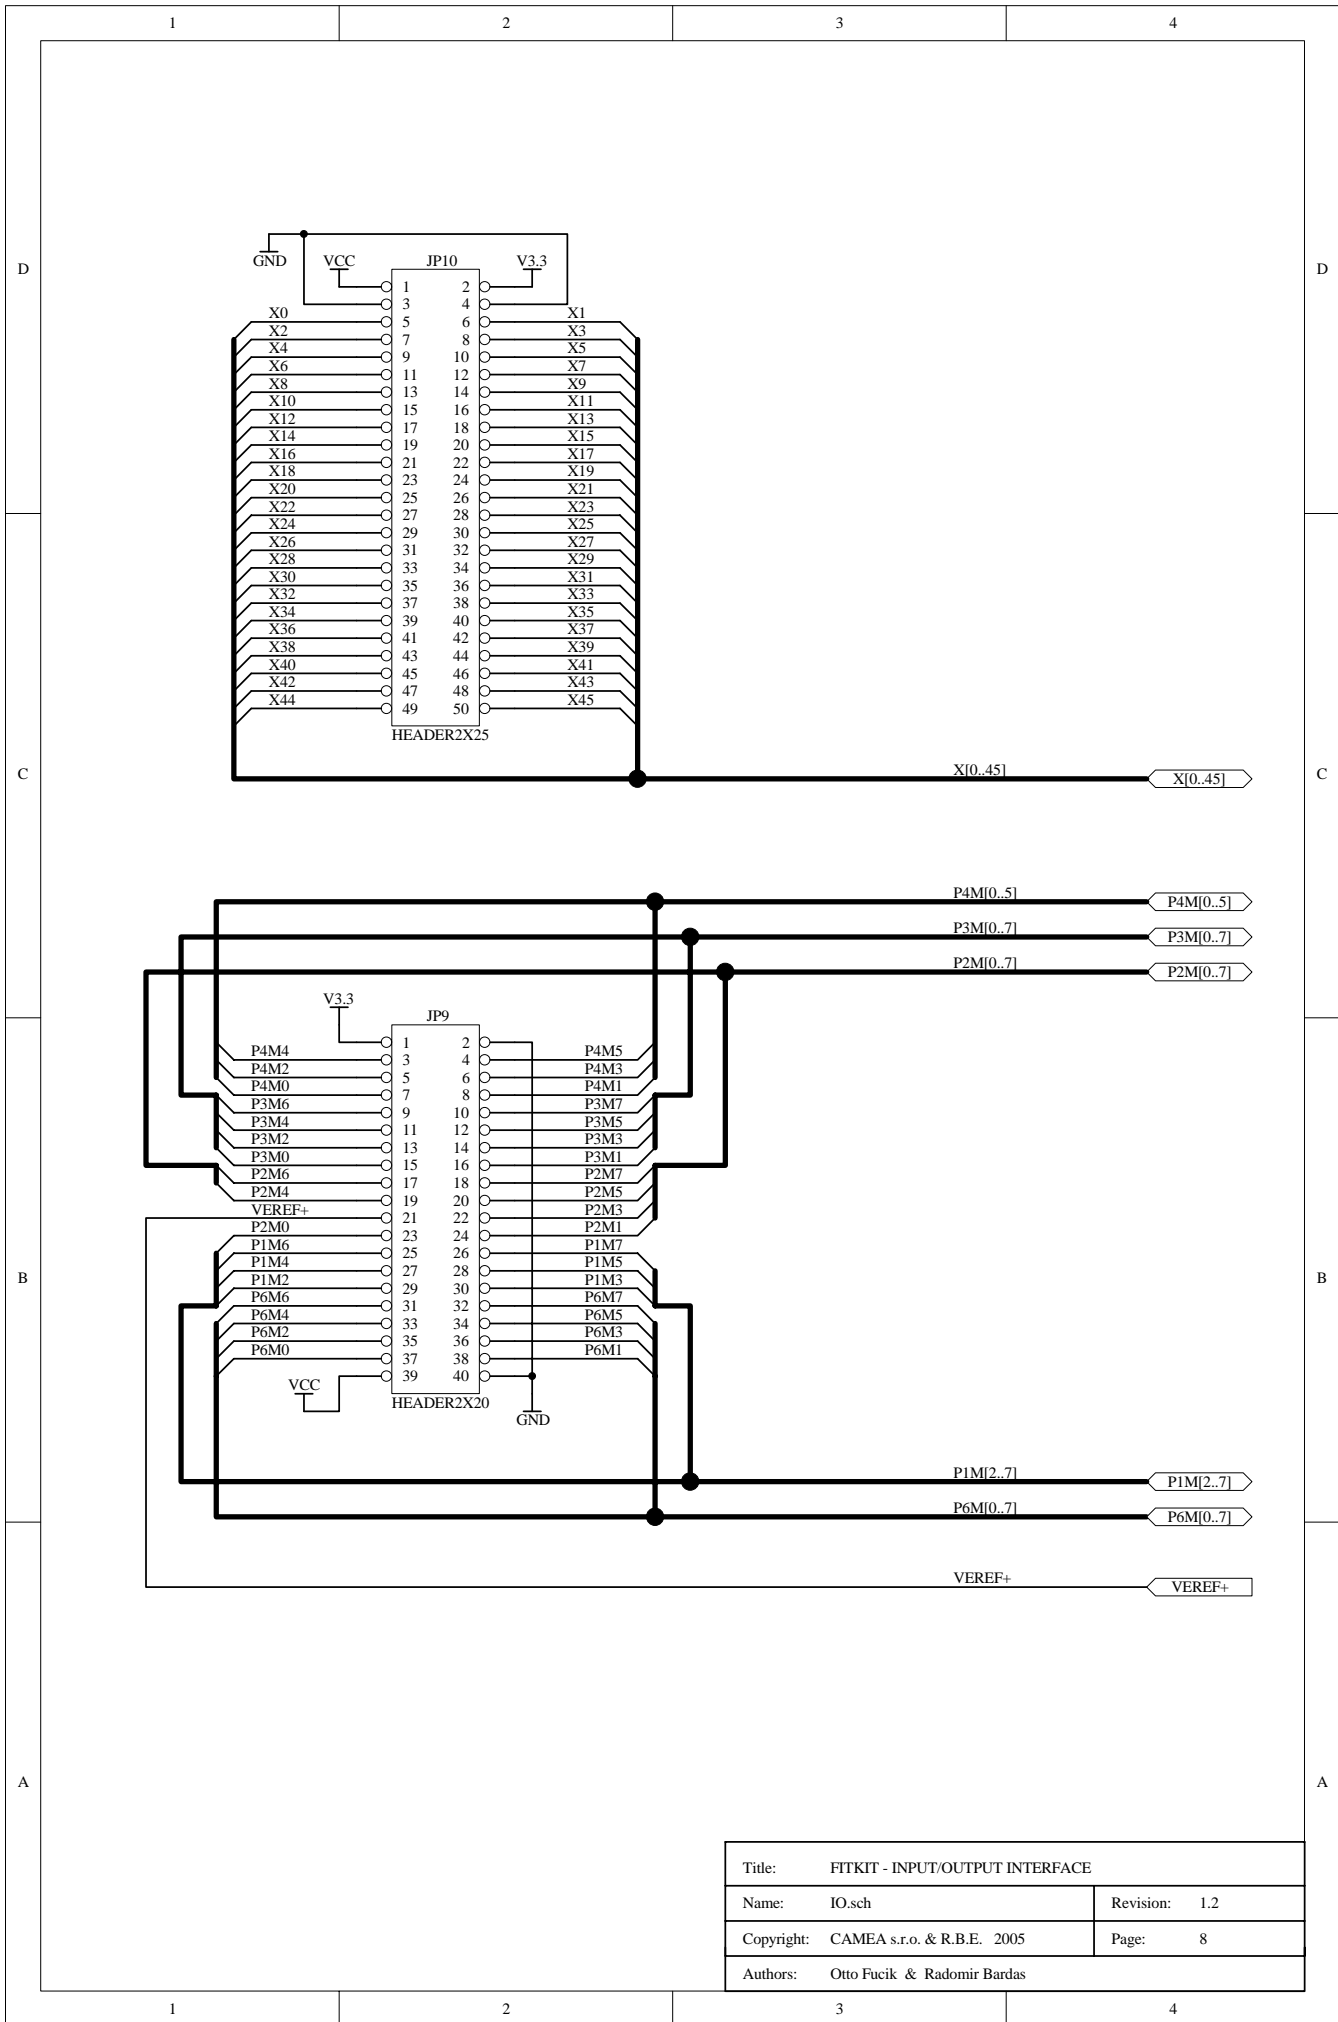 1 2 3 4
D D
GND VCC JP10 V3.3
1 2
3 4
X0 5 6 X1
X2 7 8 X3
X4 9 10 X5
X6 11 12 X7
X8 13 14 X9
X10 15 16 X11
X12 17 18 X13
X14 19 20 X15
X16 21 22 X17
X18 23 24 X19
X20 25 26 X21
X22 27 28 X23
X24 29 30 X25
X26 31 32 X27
X28 33 34 X29
X30 35 36 X31
X32 37 38 X33
X34 39 40 X35
X36 41 42 X37
X38 43 44 X39
X40 45 46 X41
X42 47 48 X43
X44 49 50 X45
HEADER2X25
C C
X[0..45] X[0..45]
P4M[0..5] P4M[0..5]
P3M[0..7] P3M[0..7]
P2M[0..7] P2M[0..7]
V3.3 JP9
1 2
P4M4 3 4 P4M5
P4M2 5 6 P4M3
P4M0 7 8 P4M1
P3M6 9 10 P3M7
P3M4 11 12 P3M5
P3M2 13 14 P3M3
P3M0 15 16 P3M1
P2M6 17 18 P2M7
P2M4 19 20 P2M5
VEREF+ 21 22 P2M3
P2M0 23 24 P2M1
P1M6 25 26 P1M7
P1M4 27 28 P1M5
P1M2 29 30 P1M3
P6M6 31 32 P6M7
P6M4 33 34 P6M5
P6M2 35 36 P6M3
P6M0 37 38 P6M1
VCC 39 40
HEADER2X20 GND
B B
P1M[2..7] P1M[2..7]
P6M[0..7] P6M[0..7]
VEREF+ VEREF+
A A
Title: FITKIT - INPUT/OUTPUT INTERFACE
Name: IO.sch Revision: 1.2
Copyright: CAMEA s.r.o. & R.B.E. 2005 Page: 8
Authors: Otto Fucik & Radomir Bardas
1 2 3 4